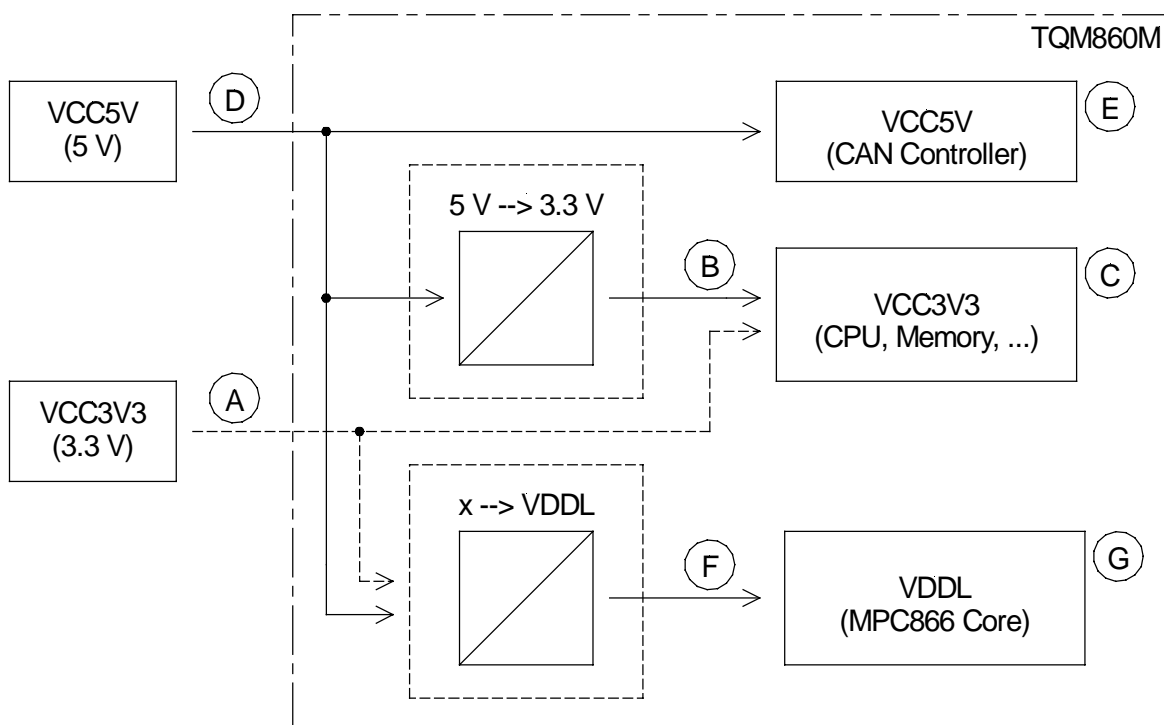 TQM860M
D
VCC5V
(5 V)
VCC5V
(CAN Controller)
E
5 V --> 3.3 V
B
VCC3V3
(CPU, Memory, ...)
C
A
VCC3V3
(3.3 V)
x --> VDDL
F
VDDL
(MPC866 Core)
G